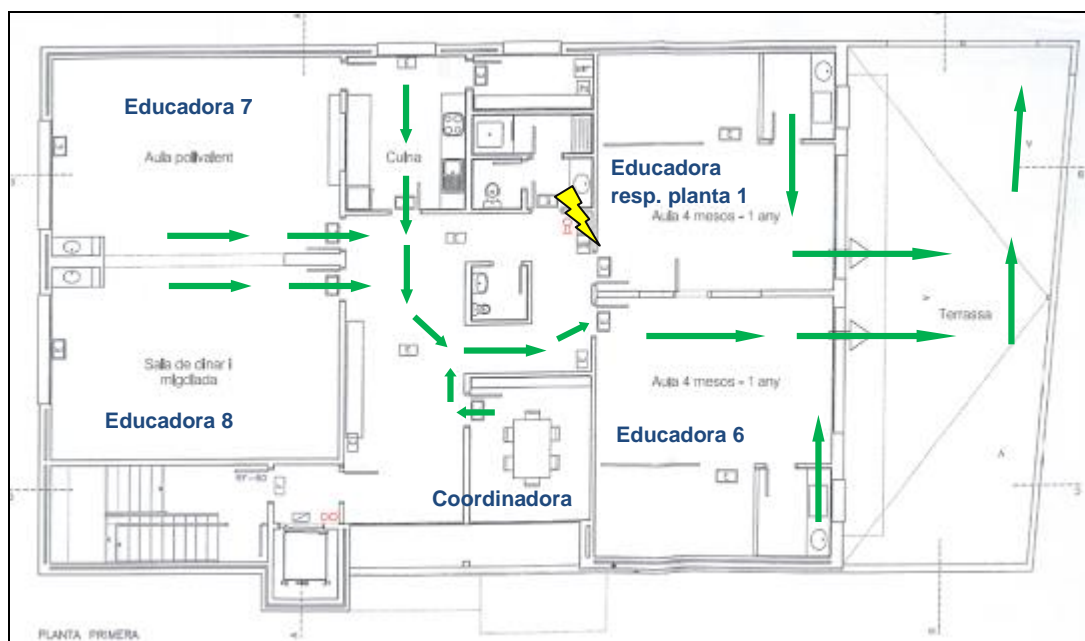 Educadora 7
Aula polivalent
Cuina
Educadora
resp. planta 1
Aula 4 mesos - 1 any
Terrassa
Sala de dinar i
migdiada
Educadora 8
Aula 4 mesos - 1 any
Educadora 6
Coordinadora
PLANTA PRIMERA